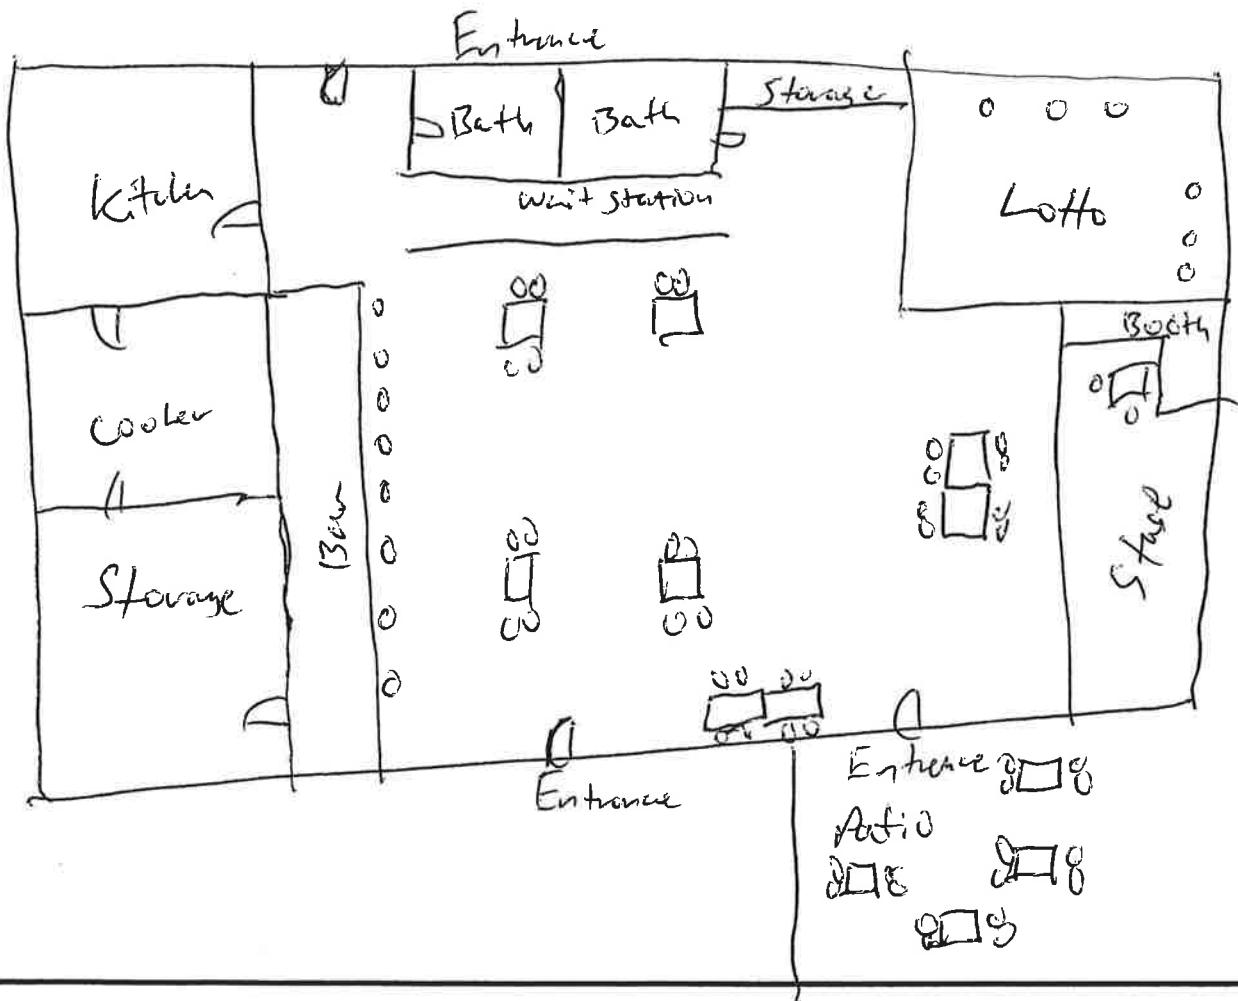 Entrance
Storage
Bath
Bath
Kitchen
Wait Station
Lotto
Booth
Cooler
Bar
Stage
Storage
Entrance
Entrance
Patio